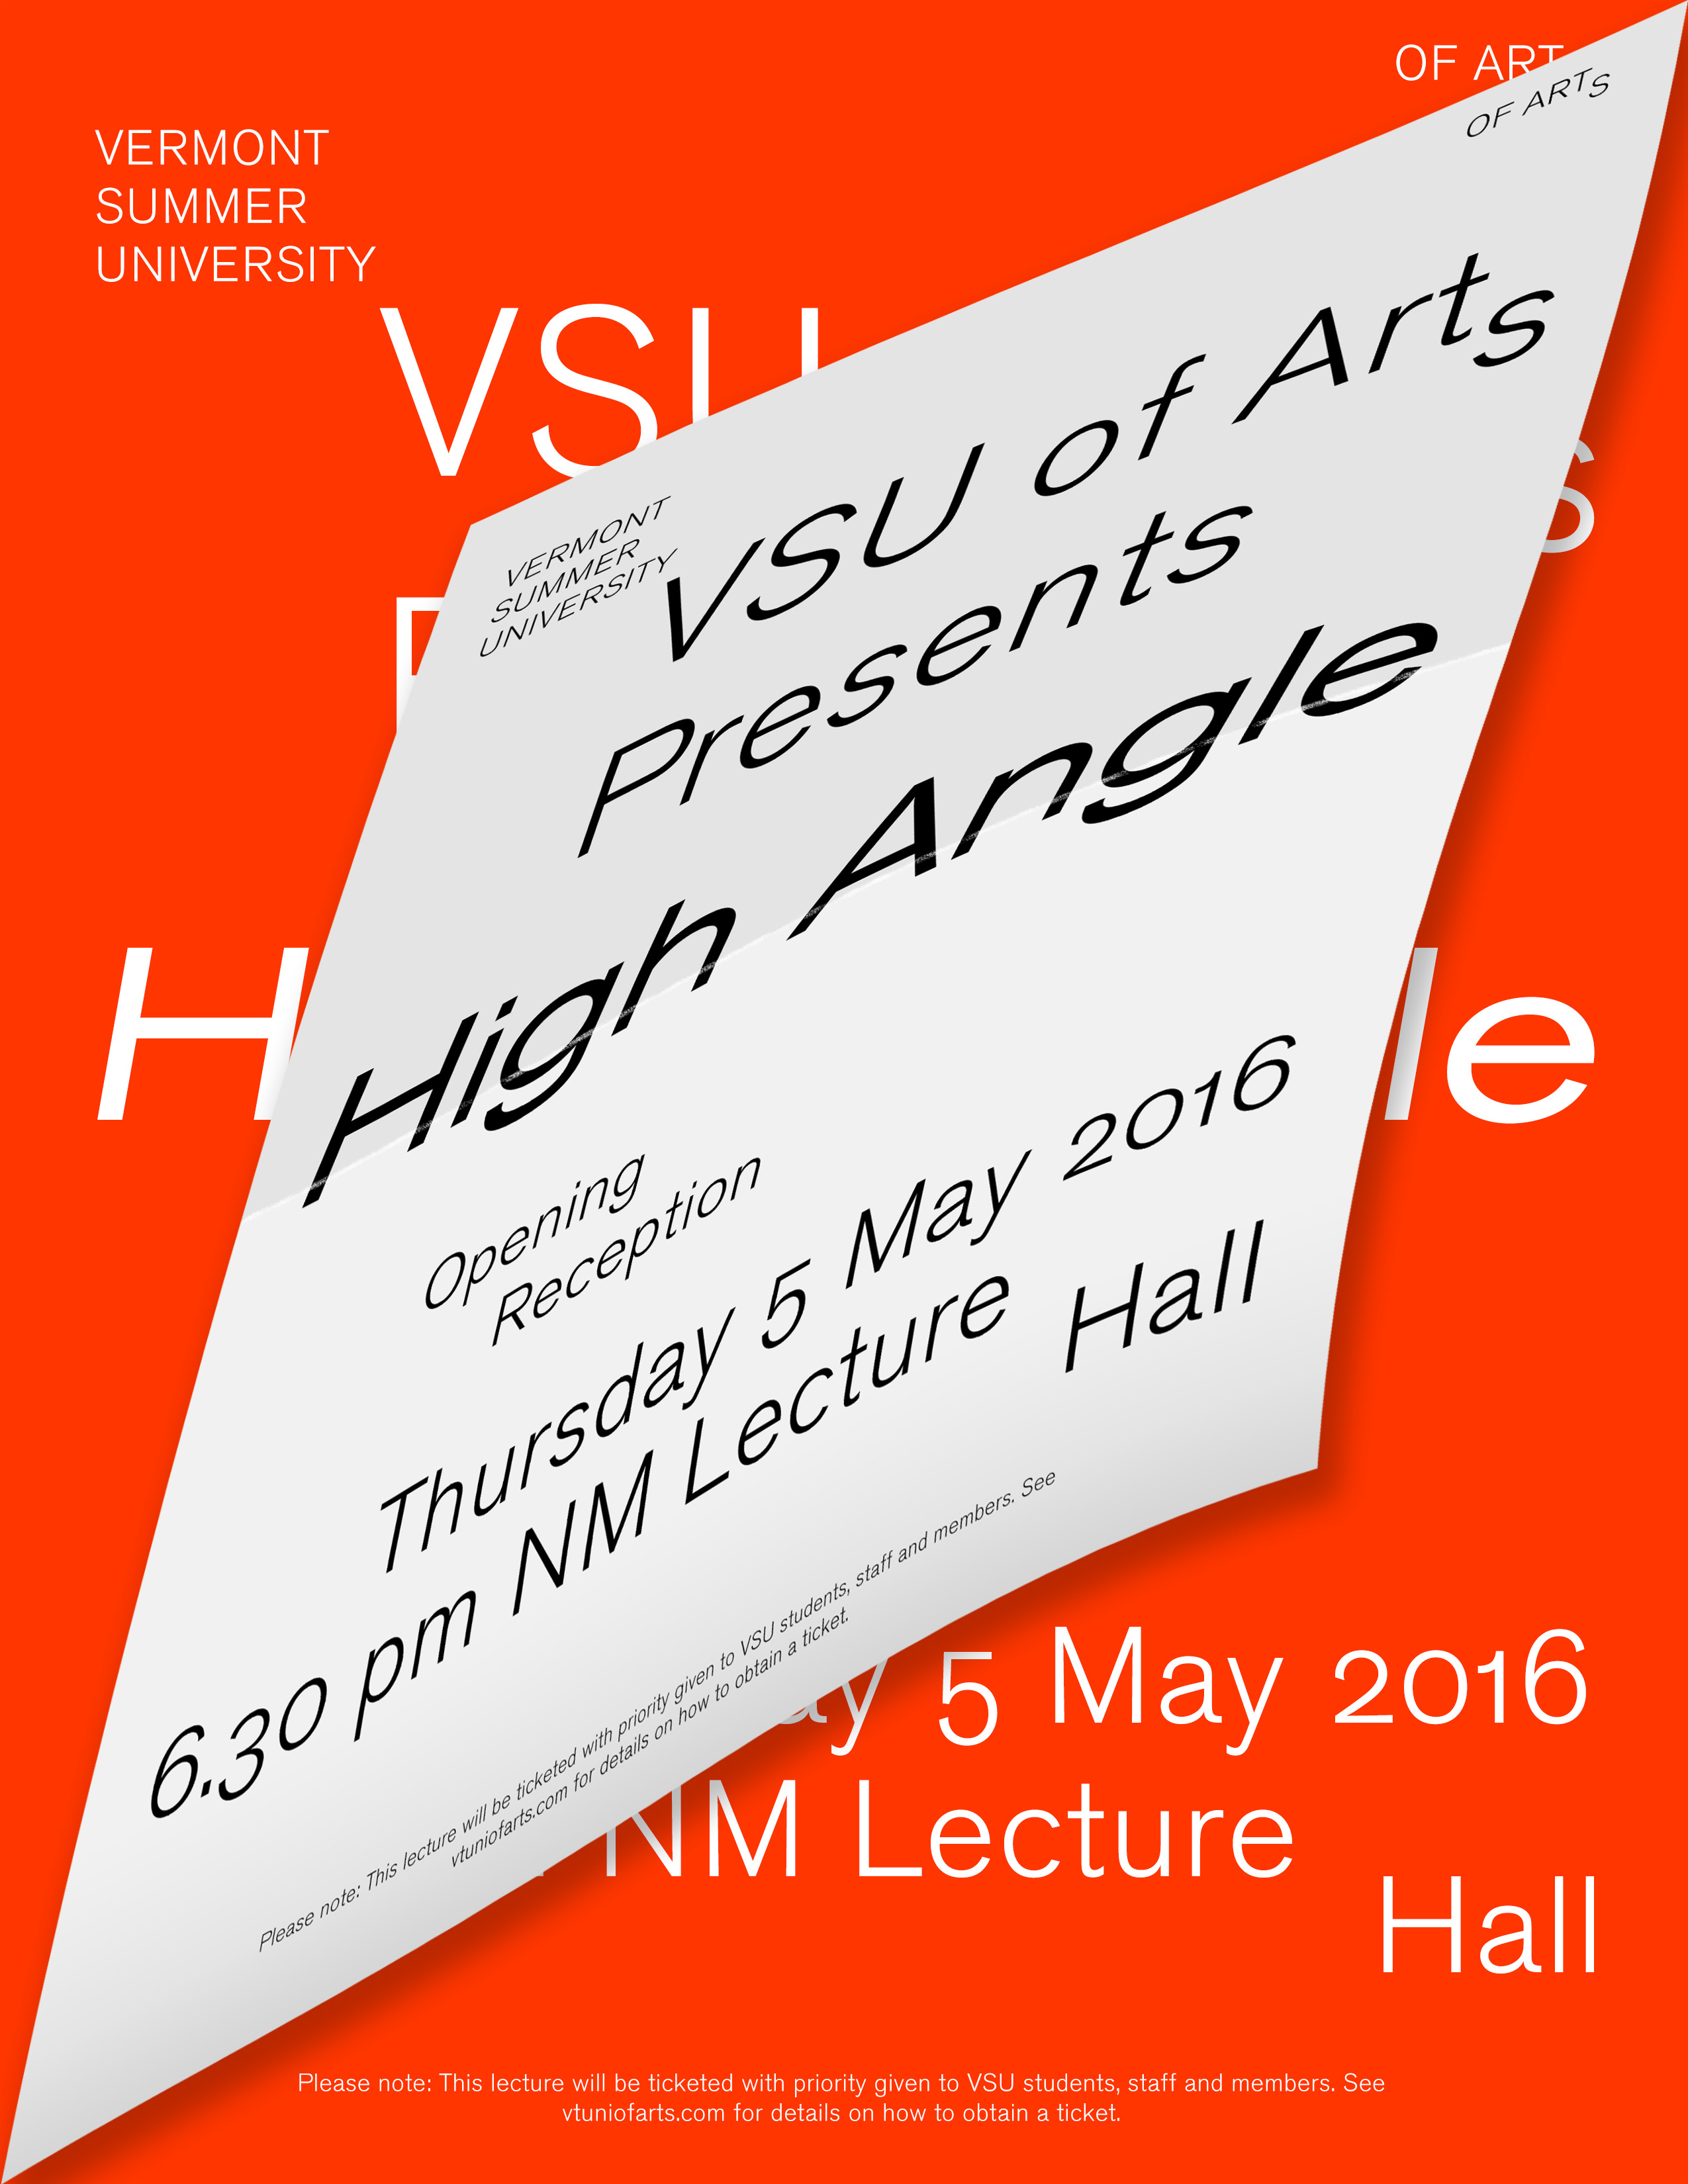 OF ART
VERMONT
SUMMER
UNIVERSITY
VSU
OF ARTS
VERMONT
SUMMER
UNIVERSITY
VSU of Arts
Presents
High Angle
Opening
Reception
Thursday 5 May 2016
6.30 pm NM Lecture Hall
Please note: This lecture will be ticketed with priority given to VSU students, staff and members. See
vtuniofarts.com for details on how to obtain a ticket.
s
H
le
ay 5 May 2016
NM Lecture
Hall
Please note: This lecture will be ticketed with priority given to VSU students, staff and members. See
vtuniofarts.com for details on how to obtain a ticket.